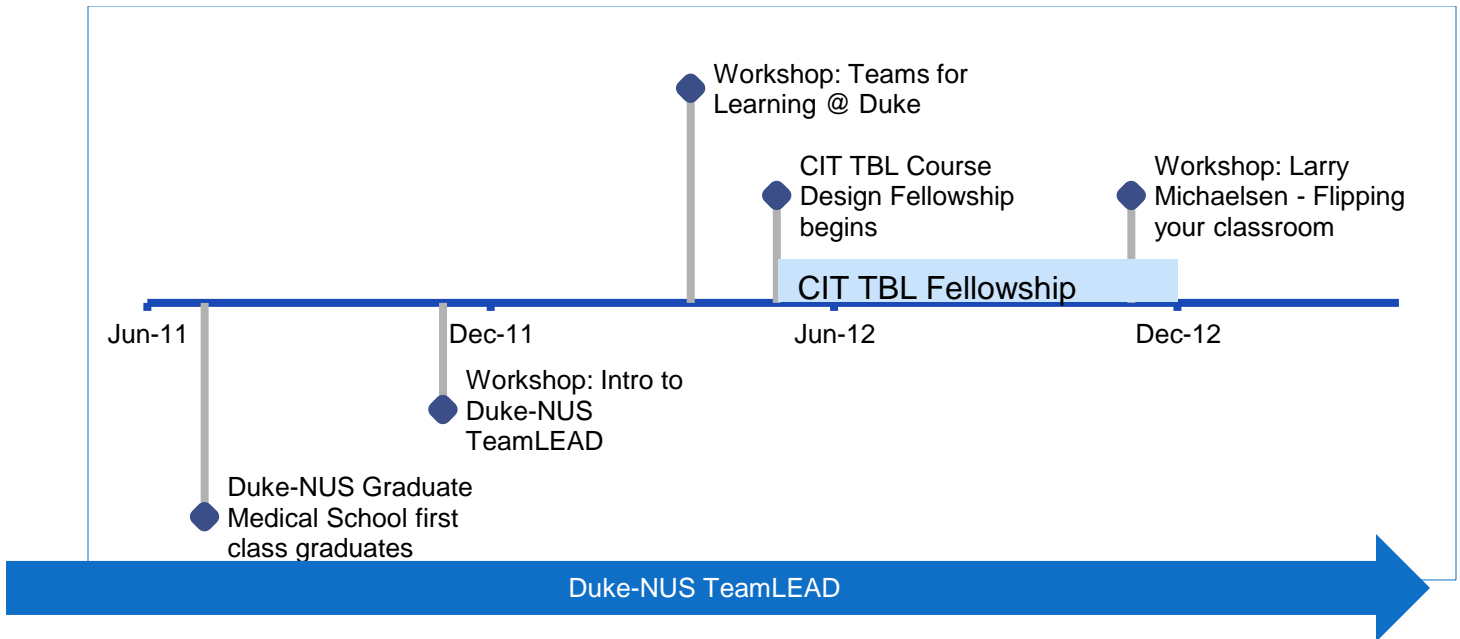 Workshop: Teams for
Learning @ Duke
CIT TBL Course
Design Fellowship
begins
Workshop: Larry
Michaelsen - Flipping
your classroom
CIT TBL Fellowship
Jun-11
Dec-11
Jun-12
Dec-12
Workshop: Intro to
Duke-NUS
TeamLEAD
Duke-NUS Graduate
Medical School first
class graduates
Duke-NUS TeamLEAD